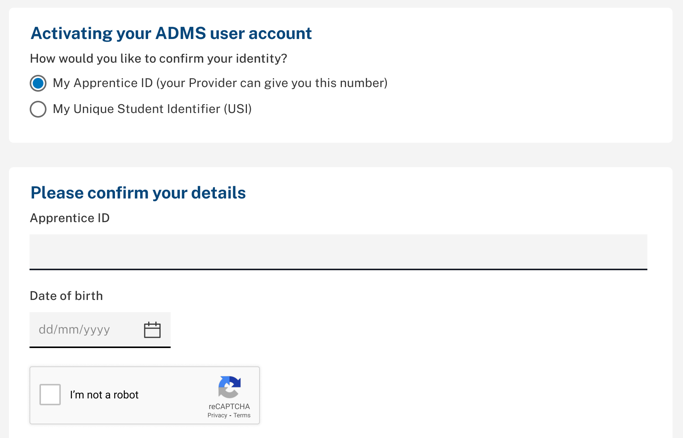 Activating your ADMS user account
How would you like to confirm your identity?
My Apprentice ID (your Provider can give you this number)
My Unique Student Identifier (USI)
Please confirm your details
Apprentice ID
Date of birth
dd/mm/yyyy
I'm not a robot
reCAPTCHA
Privacy • Terms